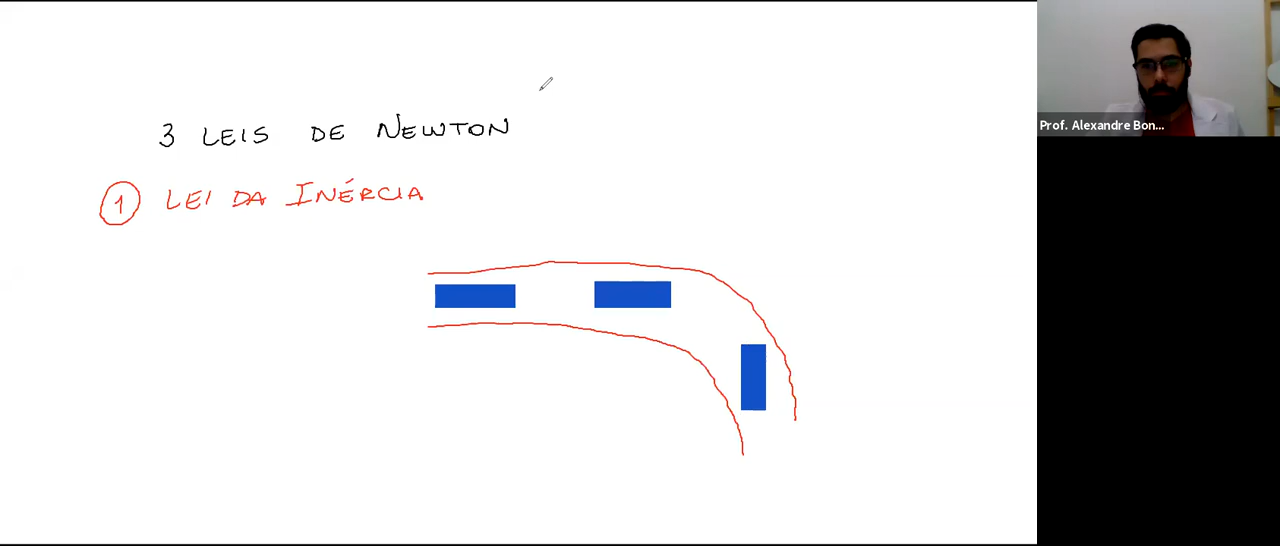 3 LEIS DE NEWTON
1 LEI DA INÉRCIA
Prof. Alexandre Bon...